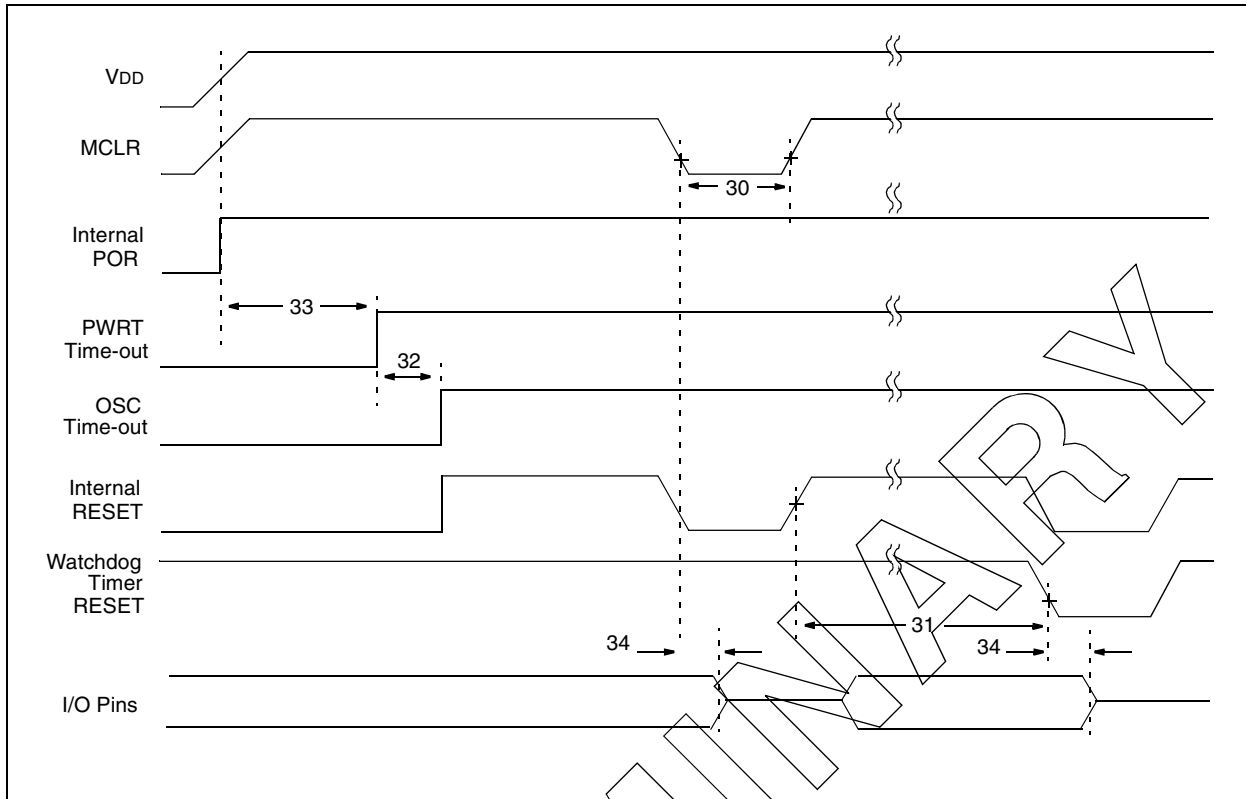 VDD
MCLR
30
Internal
POR
33
PWRT
Time-out
32
OSC
Time-out
Internal
RESET
Watchdog
Timer
RESET
31
34
34
I/O Pins
INARY